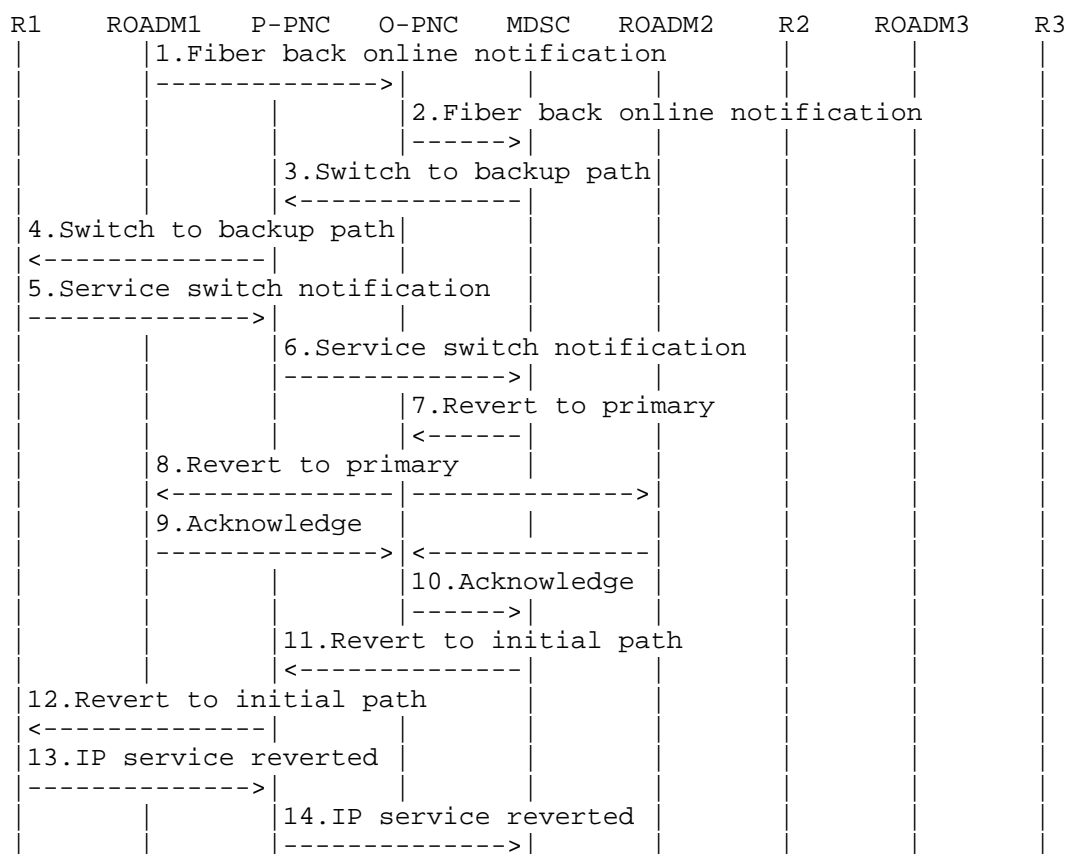 R1 ROADM1 P-PNC O-PNC MDSC ROADM2 R2 ROADM3 R3
1.Fiber back online notification
2.Fiber back online notification
3.Switch to backup path
4.Switch to backup path
5.Service switch notification
6.Service switch notification
7.Revert to primary
8.Revert to primary
9.Acknowledge
10.Acknowledge
11.Revert to initial path
12.Revert to initial path
13.IP service reverted
14.IP service reverted